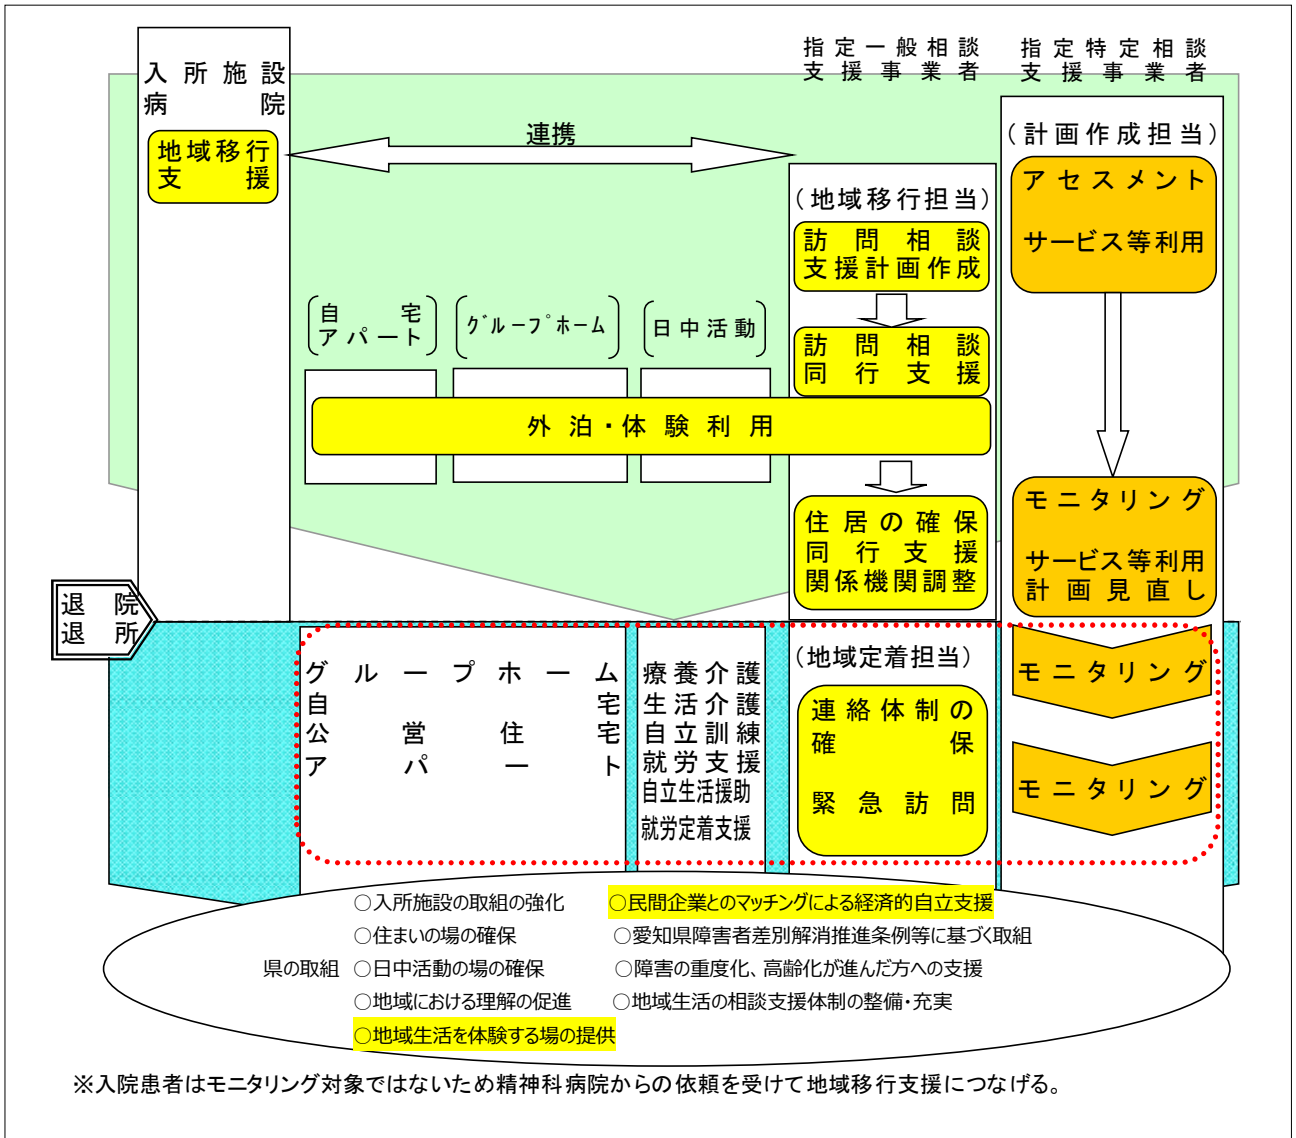 入所施設
病院
地域移行
支援
連携
指定一般相談
支援事業者
指定特定相談
支援事業者
(計画作成担当)
アセスメント
サービス等利用
(地域移行担当)
訪問相談
支援計画作成
自宅
アパート
グループホーム
日中活動
訪問相談
同行支援
外泊・体験利用
住居の確保
同行支援
関係機関調整
モニタリング
サービス等利用
計画見直し
退院
退所
グループホーム
自宅
公営住宅
アパート
療養介護
生活介護
自立訓練
就労支援
自立生活援助
就労定着支援
(地域定着担当)
連絡体制の
確保
緊急訪問
モニタリング
モニタリング
県の取組
○入所施設の取組の強化
○住まいの場の確保
○日中活動の場の確保
○地域における理解の促進
○地域生活を体験する場の提供
○民間企業とのマッチングによる経済的自立支援
○愛知県障害者差別解消推進条例等に基づく取組
○障害の重度化、高齢化が進んだ方への支援
○地域生活の相談支援体制の整備・充実
※入院患者はモニタリング対象ではないため精神科病院からの依頼を受けて地域移行支援につなげる。